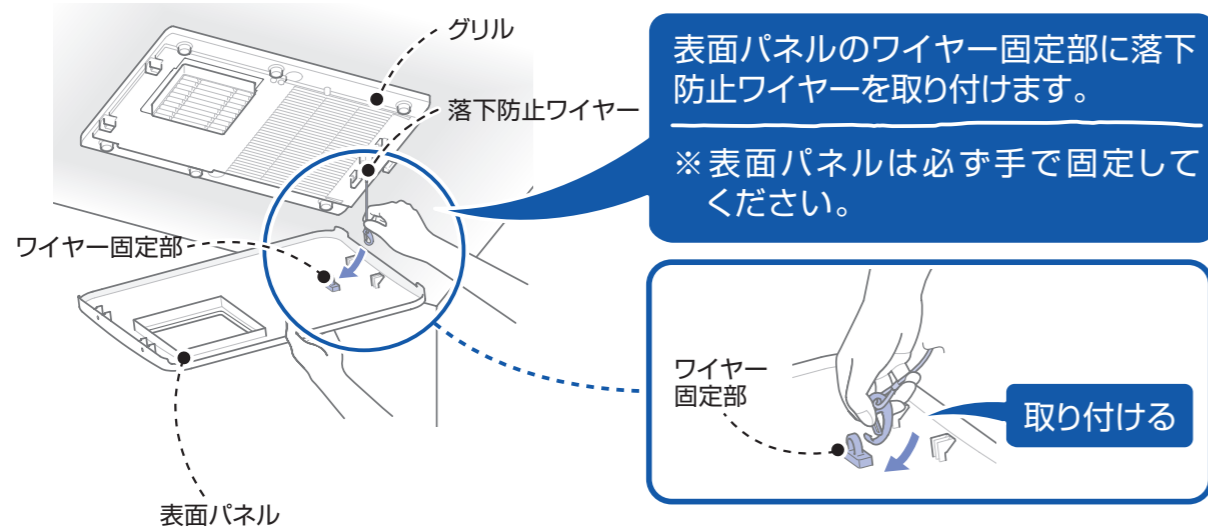 グリル
落下防止ワイヤー
ワイヤー固定部
表面パネル
表面パネルのワイヤー固定部に落下
防止ワイヤーを取り付けます。
※表面パネルは必ず手で固定して
ください。
ワイヤー
固定部
取り付ける